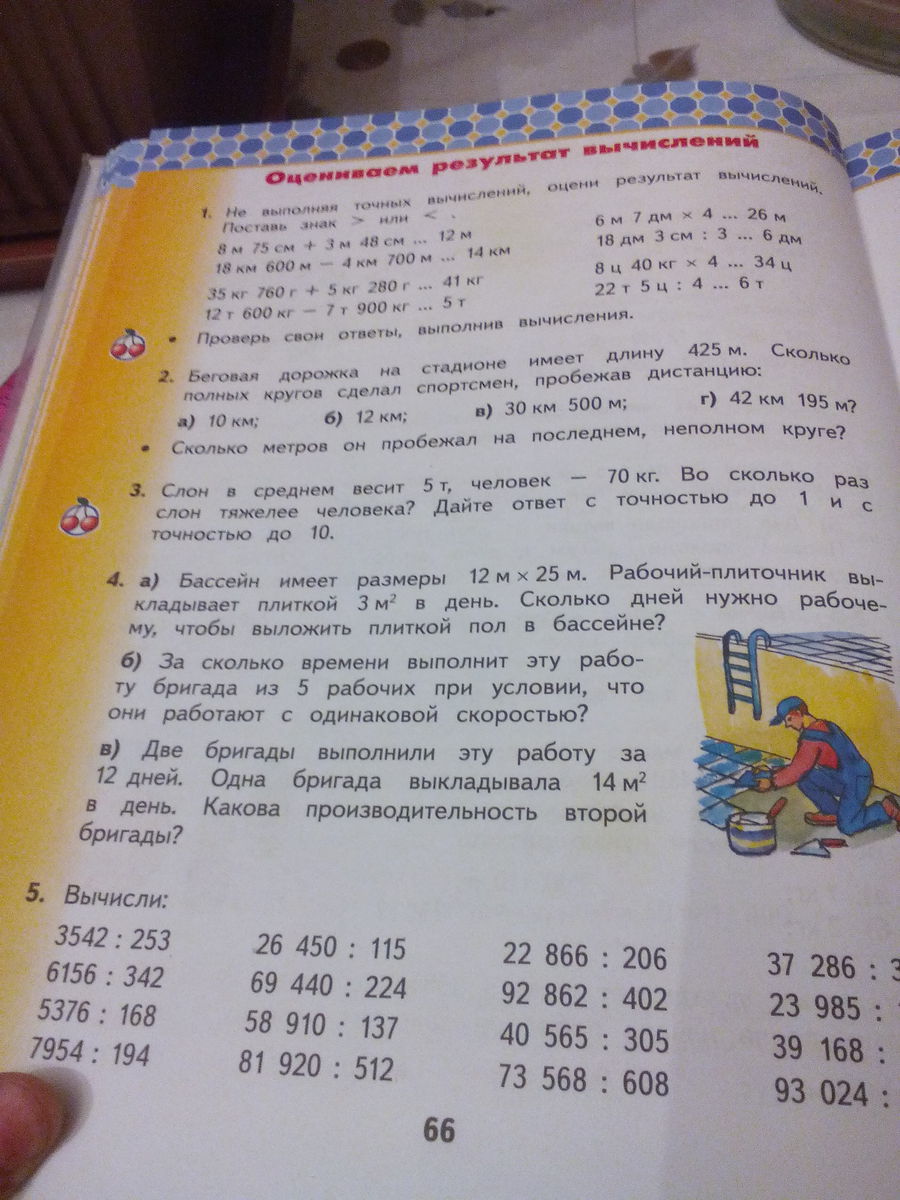 Оцениваем результат вычислений
1. Не выполняя точных вычислений, оцени результат вычислений.
Поставь знак > или < .
8 м 75 см + 3 м 48 см ... 12 м
18 км 600 м — 4 км 700 м ... 14 км
35 кг 760 г + 5 кг 280 г ... 41 кг
12 т 600 кг — 7 т 900 кг ... 5 т
6 м 7 дм × 4 ... 26 м
18 дм 3 см : 3 ... 6 дм
8 ц 40 кг × 4 ... 34 ц
22 т 5 ц : 4 ... 6 т
• Проверь свои ответы, выполнив вычисления.
2. Беговая дорожка на стадионе имеет длину 425 м. Сколько
полных кругов сделал спортсмен, пробежав дистанцию:
а) 10 км; б) 12 км; в) 30 км 500 м; г) 42 км 195 м?
• Сколько метров он пробежал на последнем, неполном круге?
3. Слон в среднем весит 5 т, человек — 70 кг. Во сколько раз
слон тяжелее человека? Дайте ответ с точностью до 1 и с
точностью до 10.
4. а) Бассейн имеет размеры 12 м × 25 м. Рабочий-плиточник вы-
кладывает плиткой 3 м² в день. Сколько дней нужно рабоче-
му, чтобы выложить плиткой пол в бассейне?
б) За сколько времени выполнит эту рабо-
ту бригада из 5 рабочих при условии, что
они работают с одинаковой скоростью?
в) Две бригады выполнили эту работу за
12 дней. Одна бригада выкладывала 14 м²
в день. Какова производительность второй
бригады?
5. Вычисли:
3542 : 253
6156 : 342
5376 : 168
7954 : 194
26 450 : 115
69 440 : 224
58 910 : 137
81 920 : 512
22 866 : 206
92 862 : 402
40 565 : 305
73 568 : 608
37 286 :
23 985 :
39 168 :
93 024 :
66